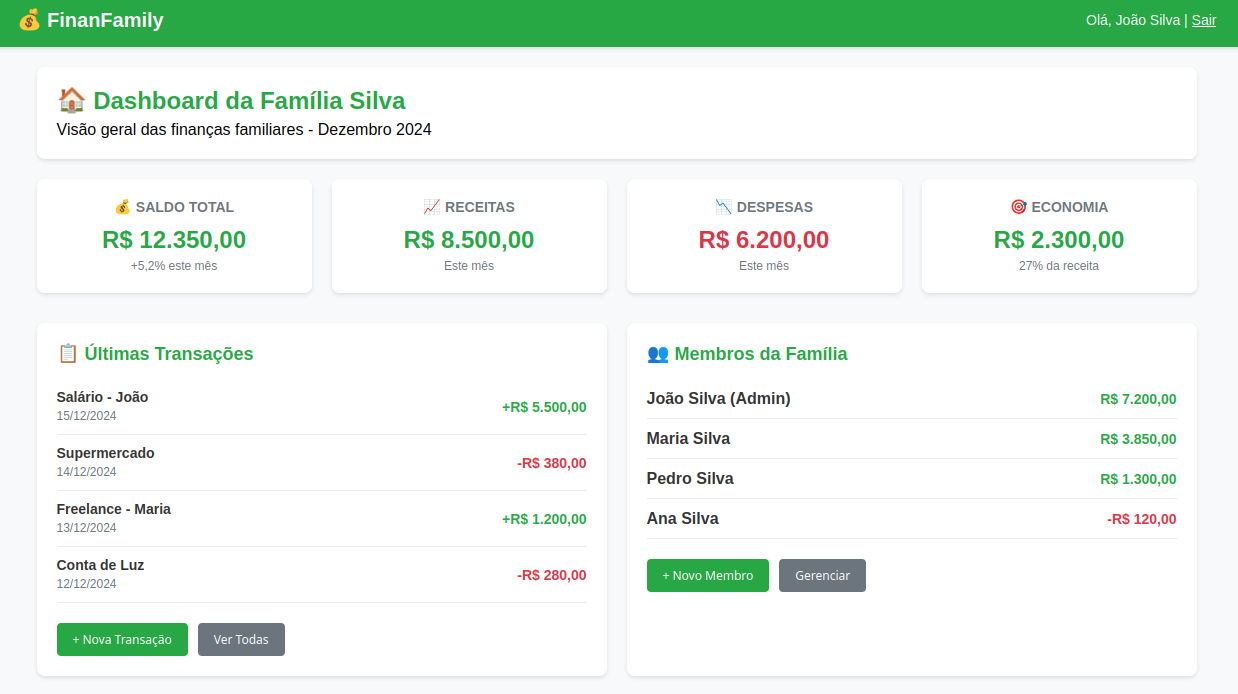 💰 FinanFamily
Olá, João Silva | Sair
🏠 Dashboard da Família Silva
Visão geral das finanças familiares - Dezembro 2024
💰 SALDO TOTAL
R$ 12.350,00
+5,2% este mês
📈 RECEITAS
R$ 8.500,00
Este mês
📉 DESPESAS
R$ 6.200,00
Este mês
🎯 ECONOMIA
R$ 2.300,00
27% da receita
📋 Últimas Transações
Salário - João
15/12/2024
+R$ 5.500,00
Supermercado
14/12/2024
-R$ 380,00
Freelance - Maria
13/12/2024
+R$ 1.200,00
Conta de Luz
12/12/2024
-R$ 280,00
+ Nova Transação
Ver Todas
👥 Membros da Família
João Silva (Admin)
R$ 7.200,00
Maria Silva
R$ 3.850,00
Pedro Silva
R$ 1.300,00
Ana Silva
-R$ 120,00
+ Novo Membro
Gerenciar